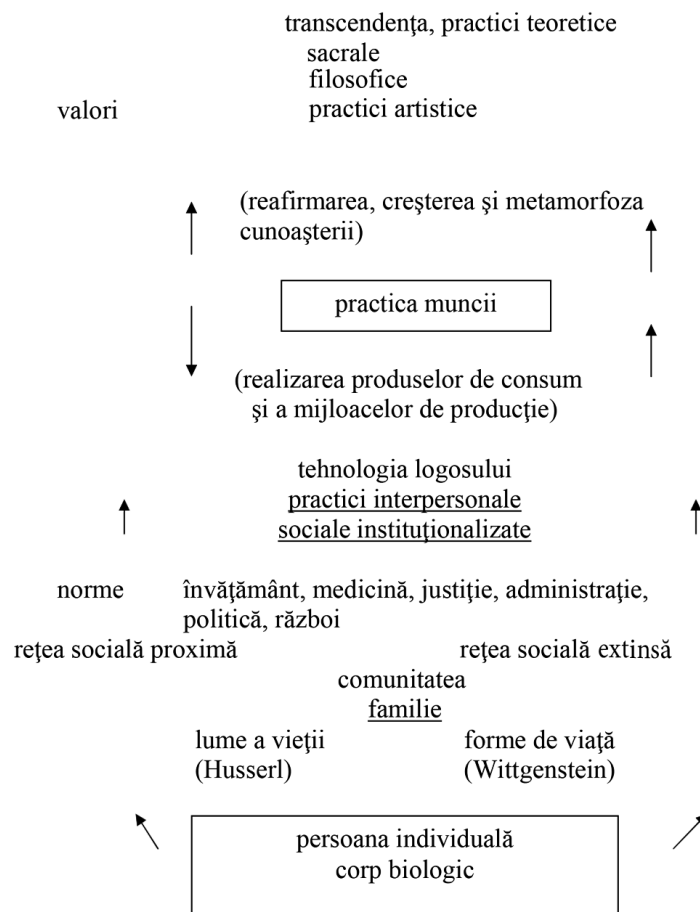 transcendenţa, practici teoretice
sacrale
filosofice
valori practici artistice
(reafirmarea, creşterea şi metamorfoza
cunoaşterii)
practica muncii
(realizarea produselor de consum
şi a mijloacelor de producţie)
tehnologia logosului
practici interpersonale
sociale instituţionalizate
norme învăţământ, medicină, justiţie, administraţie,
politică, război
reţea socială proximă reţea socială extinsă
comunitatea
familie
lume a vieţii forme de viaţă
(Husserl) (Wittgenstein)
persoana individuală
corp biologic